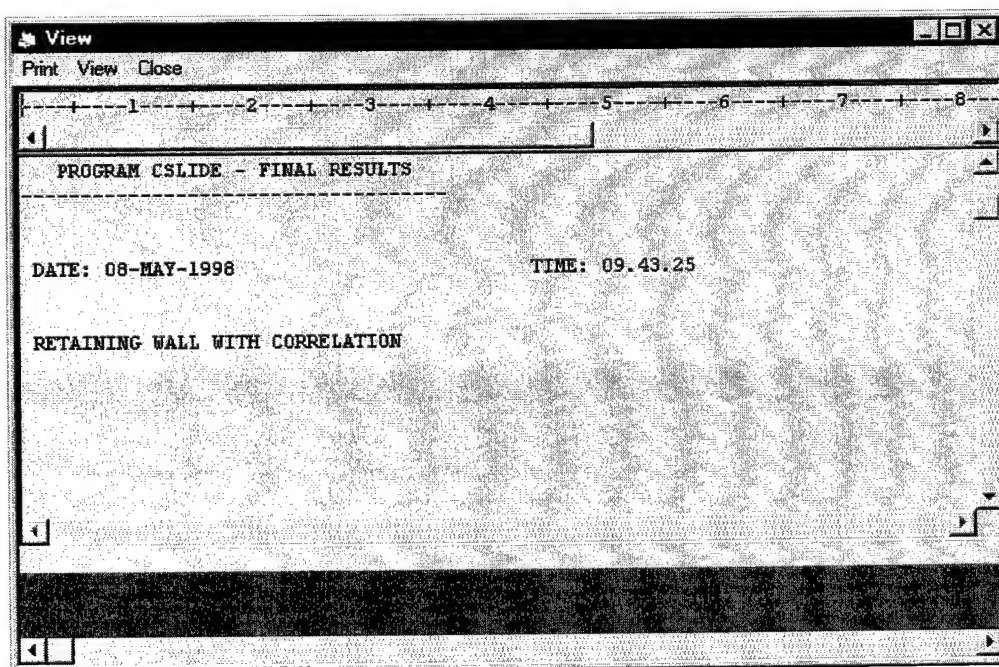 View
Print View Close
----+----1----+----2----+----3----+----4----+----5----+----6----+----7----+----8----
PROGRAM CSLIDE - FINAL RESULTS
-----------------------------------
DATE: 08-MAY-1998 TIME: 09.43.25
RETAINING WALL WITH CORRELATION